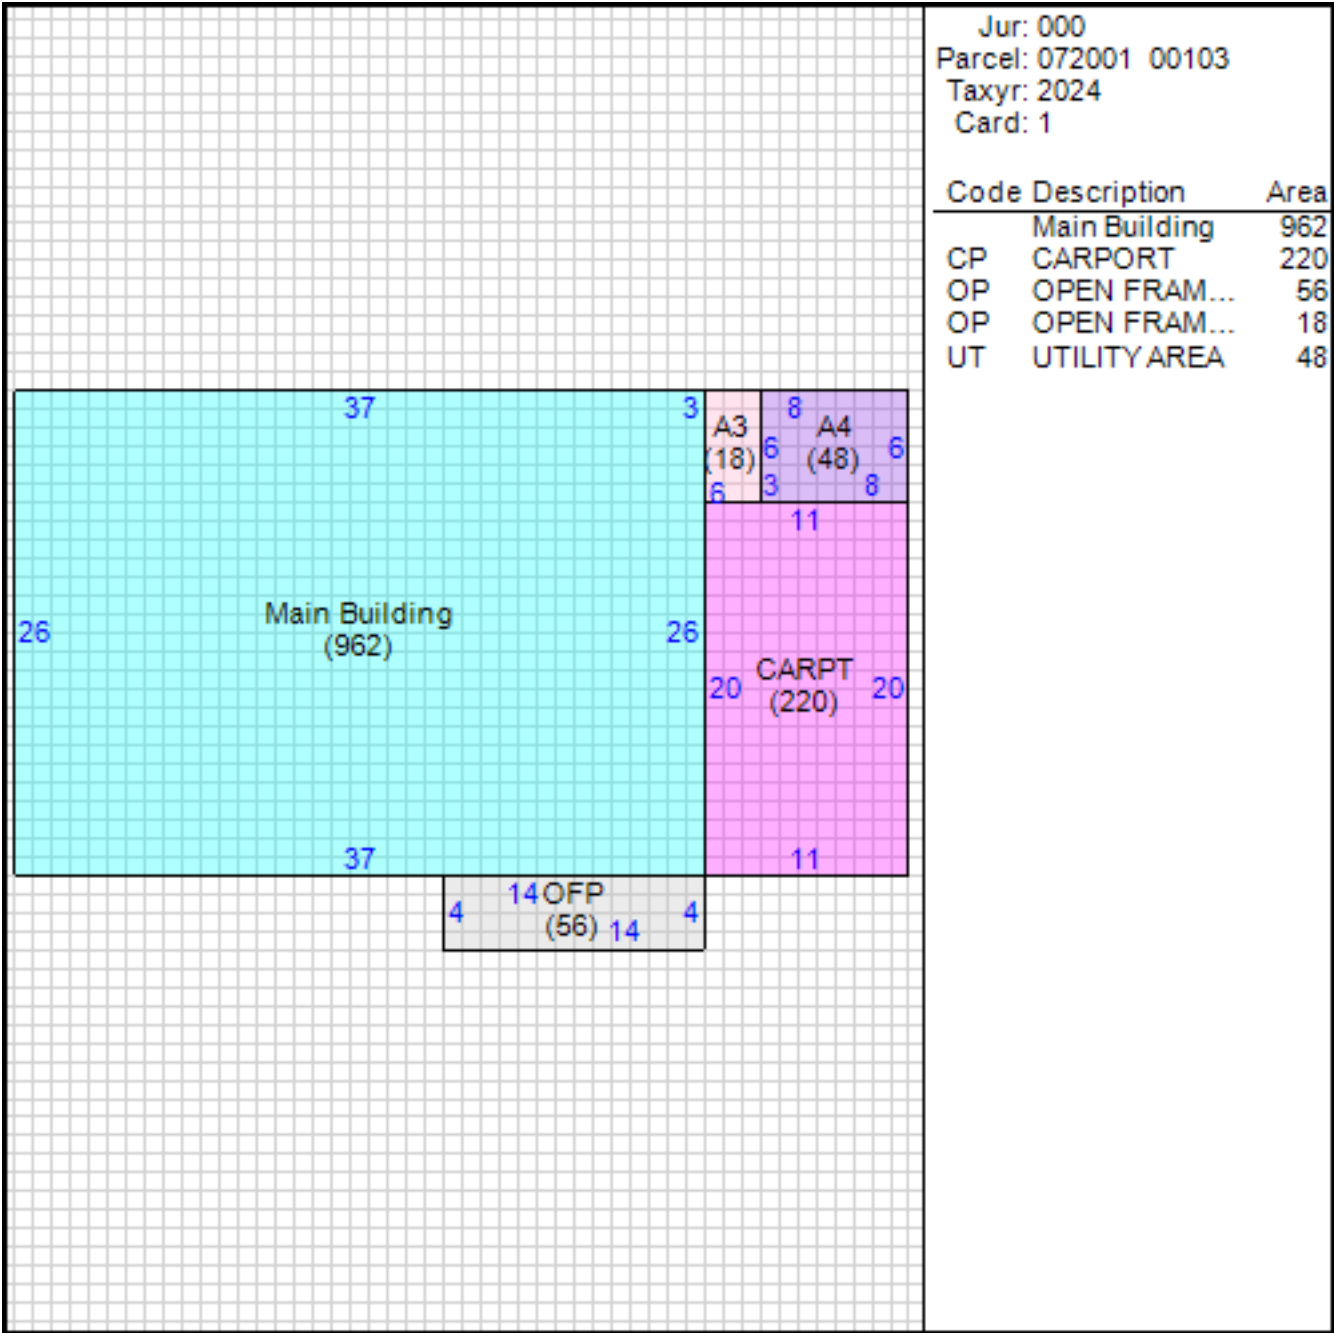 Jur: 000
Parcel: 072001 00103
Taxyr: 2024
Card: 1
Code Description Area
Main Building 962
CP CARPORT 220
OP OPEN FRAM... 56
OP OPEN FRAM... 18
UT UTILITY AREA 48
37 3 8
A3 A4
6 6
(18) (48)
6 3 8
11
Main Building
26 26
(962)
CARPT
20 20
(220)
37 11
14 OFP
4 4
(56) 14